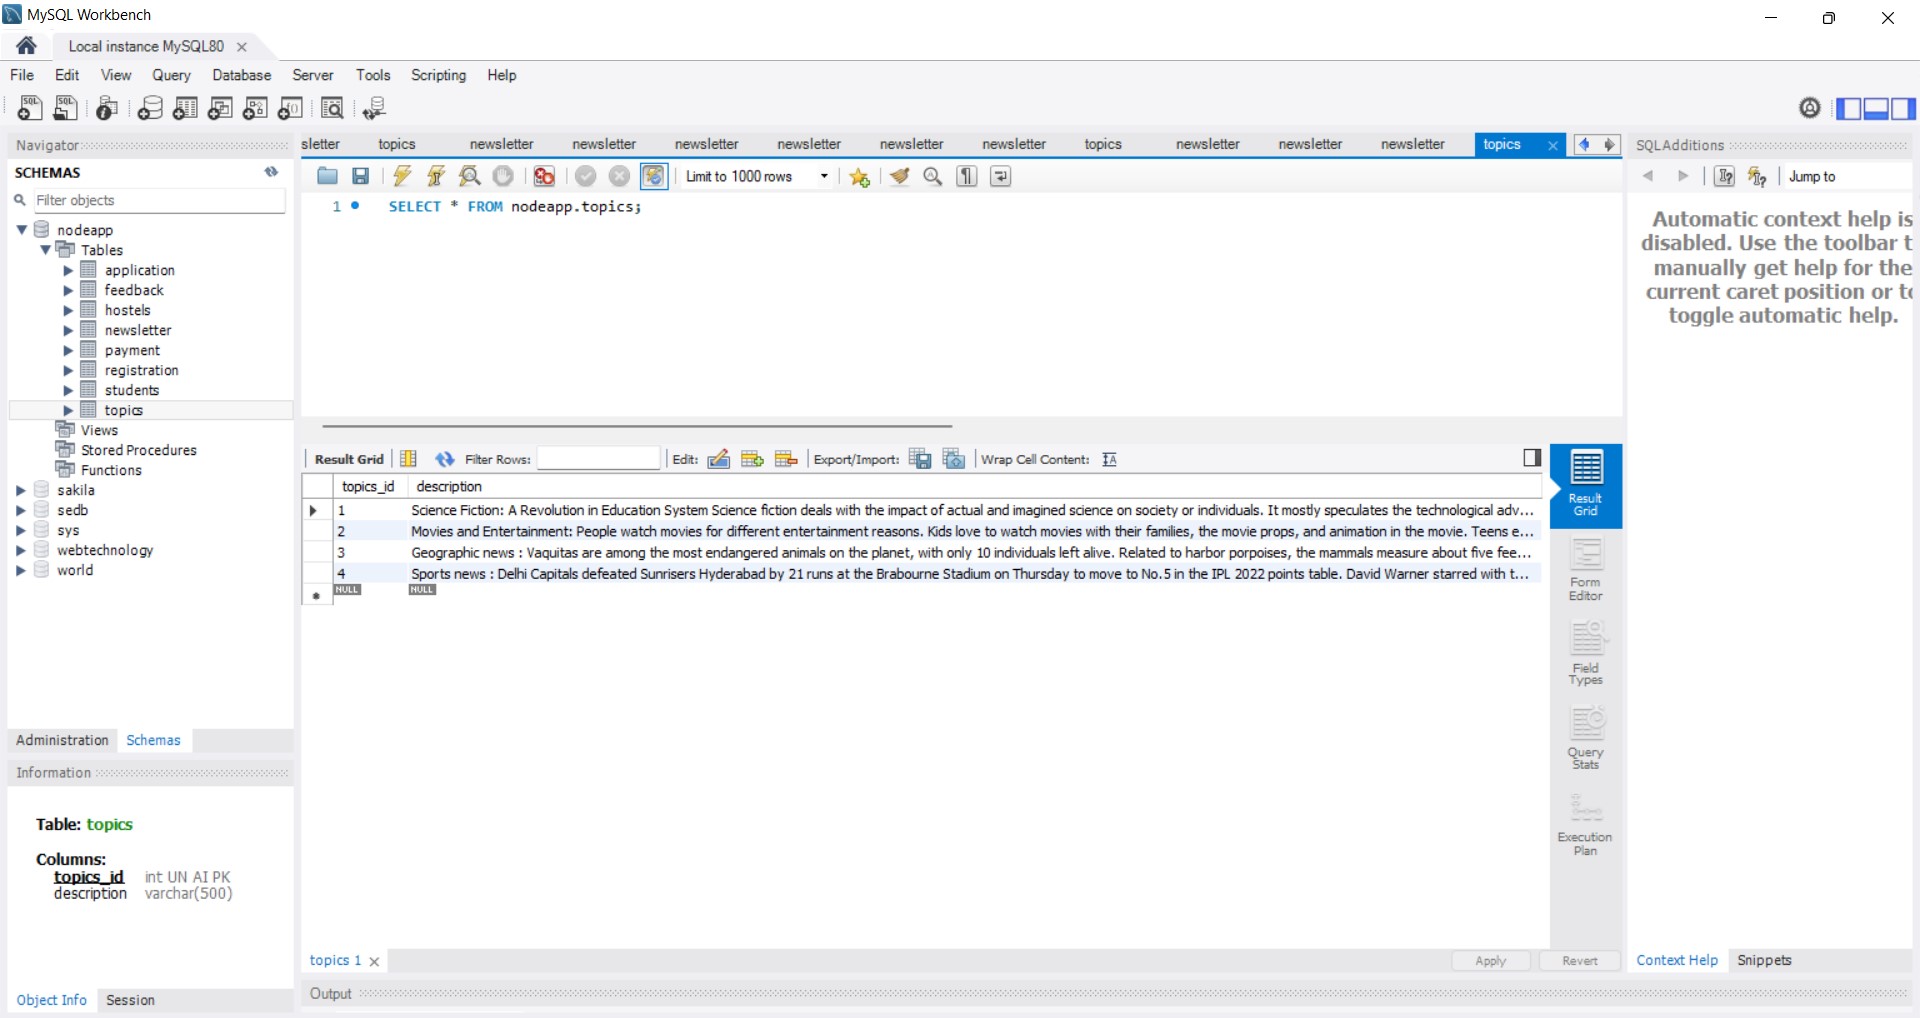 MySQL Workbench
Local instance MySQL80
File Edit View Query Database Server Tools Scripting Help
Navigator
SCHEMAS
Filter objects
nodeapp
Tables
application
feedback
hostels
newsletter
payment
registration
students
topics
Views
Stored Procedures
Functions
sakila
sedb
sys
webtechnology
world
Administration Schemas
Information
Table: topics
Columns:
topics_id int UN AI PK
description varchar(500)
Object Info Session
sletter topics newsletter newsletter newsletter newsletter newsletter newsletter topics newsletter newsletter newsletter topics
Limit to 1000 rows
1 SELECT * FROM nodeapp.topics;
Result Grid Filter Rows: Edit: Export/Import: Wrap Cell Content:
topics_id description
1 Science Fiction: A Revolution in Education System Science fiction deals with the impact of actual and imagined science on society or individuals. It mostly speculates the technological adv...
2 Movies and Entertainment: People watch movies for different entertainment reasons. Kids love to watch movies with their families, the movie props, and animation in the movie. Teens e...
3 Geographic news : Vaquitas are among the most endangered animals on the planet, with only 10 individuals left alive. Related to harbor porpoises, the mammals measure about five fee...
4 Sports news : Delhi Capitals defeated Sunrisers Hyderabad by 21 runs at the Brabourne Stadium on Thursday to move to No.5 in the IPL 2022 points table. David Warner starred with t...
NULL NULL
Result
Grid
Form
Editor
Field
Types
Query
Stats
Execution
Plan
topics 1
Apply Revert
Output
SQLAdditions
Jump to
Automatic context help is
disabled. Use the toolbar t
manually get help for the
current caret position or to
toggle automatic help.
Context Help Snippets